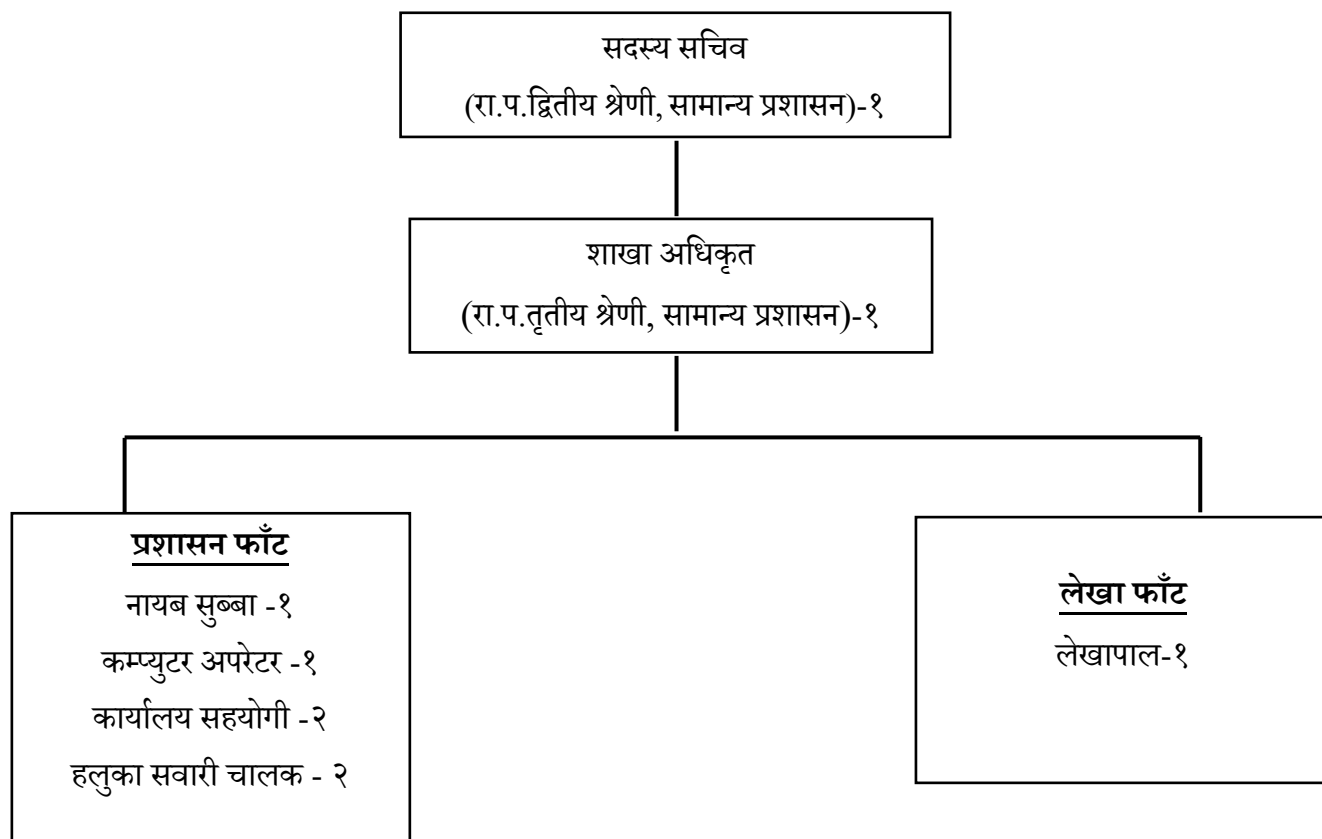 सदस्य सचिव
(रा.प.द्वितीय श्रेणी, सामान्य प्रशासन)-१
शाखा अधिकृत
(रा.प.तृतीय श्रेणी, सामान्य प्रशासन)-१
प्रशासन फाँट
नायब सुब्बा -१
कम्प्युटर अपरेटर -१
कार्यालय सहयोगी -२
हलुका सवारी चालक - २
लेखा फाँट
लेखापाल-१